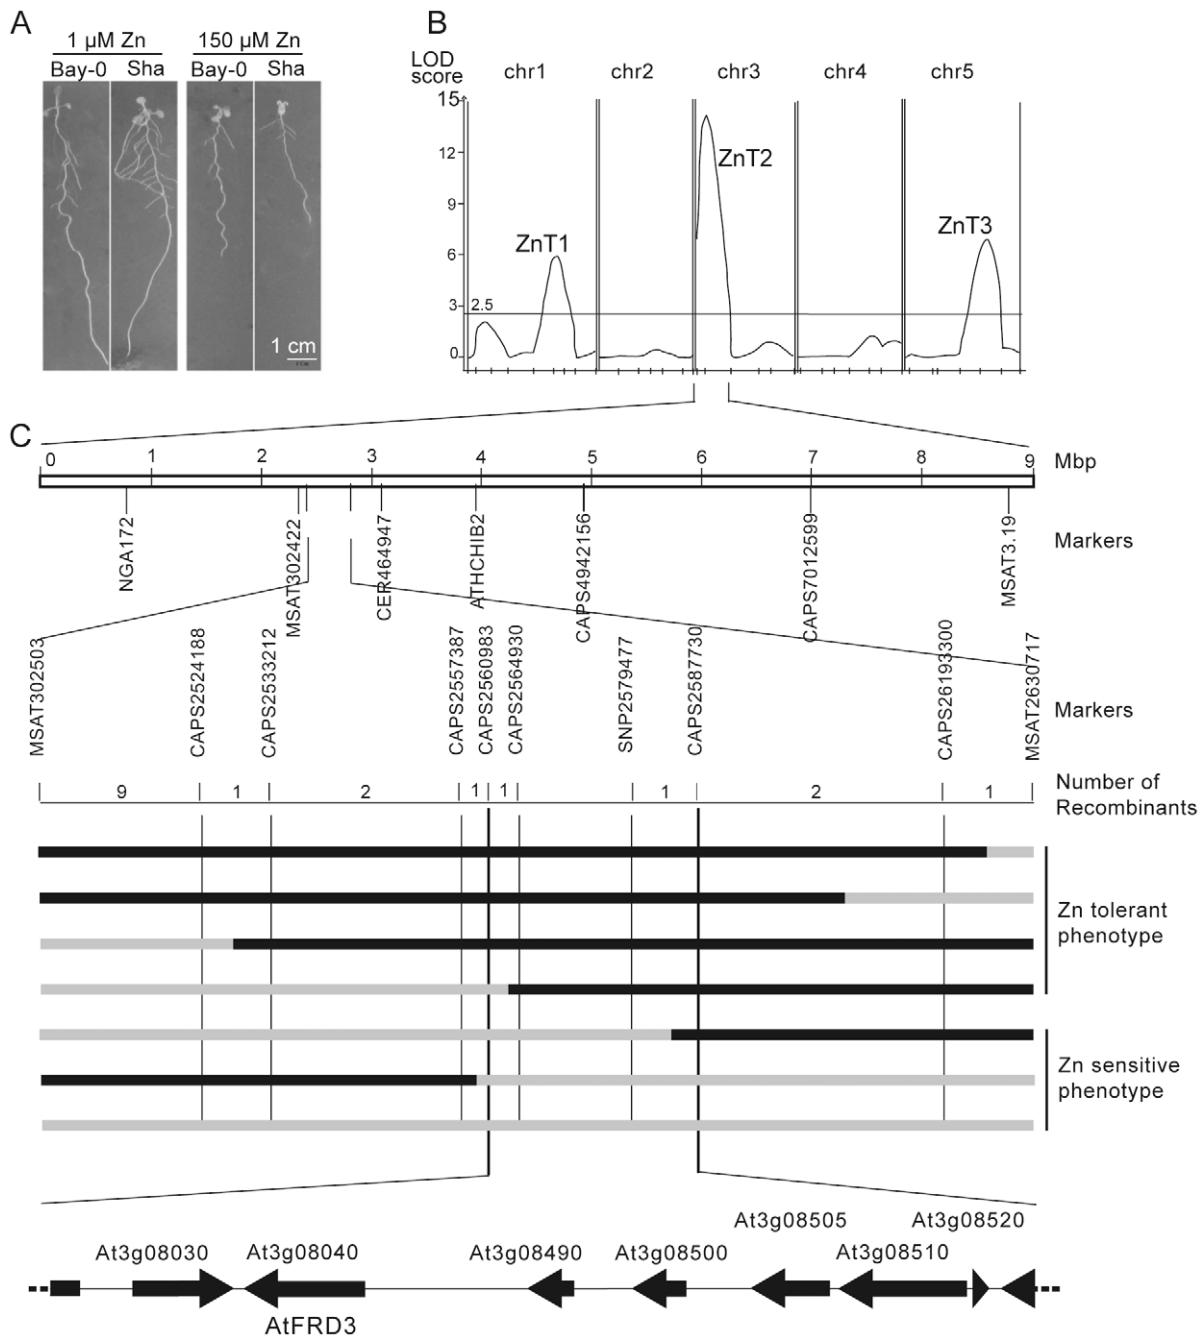 A
1 µM Zn
150 µM Zn
Bay-0
Sha
Bay-0
Sha
1 cm
B
LOD
score
chr1
chr2
chr3
chr4
chr5
15
12
9
6
3
0
2.5
ZnT1
ZnT2
ZnT3
C
0 1 2 3 4 5 6 7 8 9
Mbp
NGA172
MSAT302422
CER464947
ATHCHIB2
CAPS4942156
CAPS7012599
MSAT3.19
Markers
MSAT302503
CAPS2524188
CAPS2533212
CAPS2557387
CAPS2560983
CAPS2564930
SNP2579477
CAPS2587730
CAPS26193300
MSAT2630717
Markers
9 1 2 1 1 1 2 1
Number of
Recombinants
Zn tolerant
phenotype
Zn sensitive
phenotype
At3g08505
At3g08520
At3g08030
At3g08040
At3g08490
At3g08500
At3g08510
AtFRD3